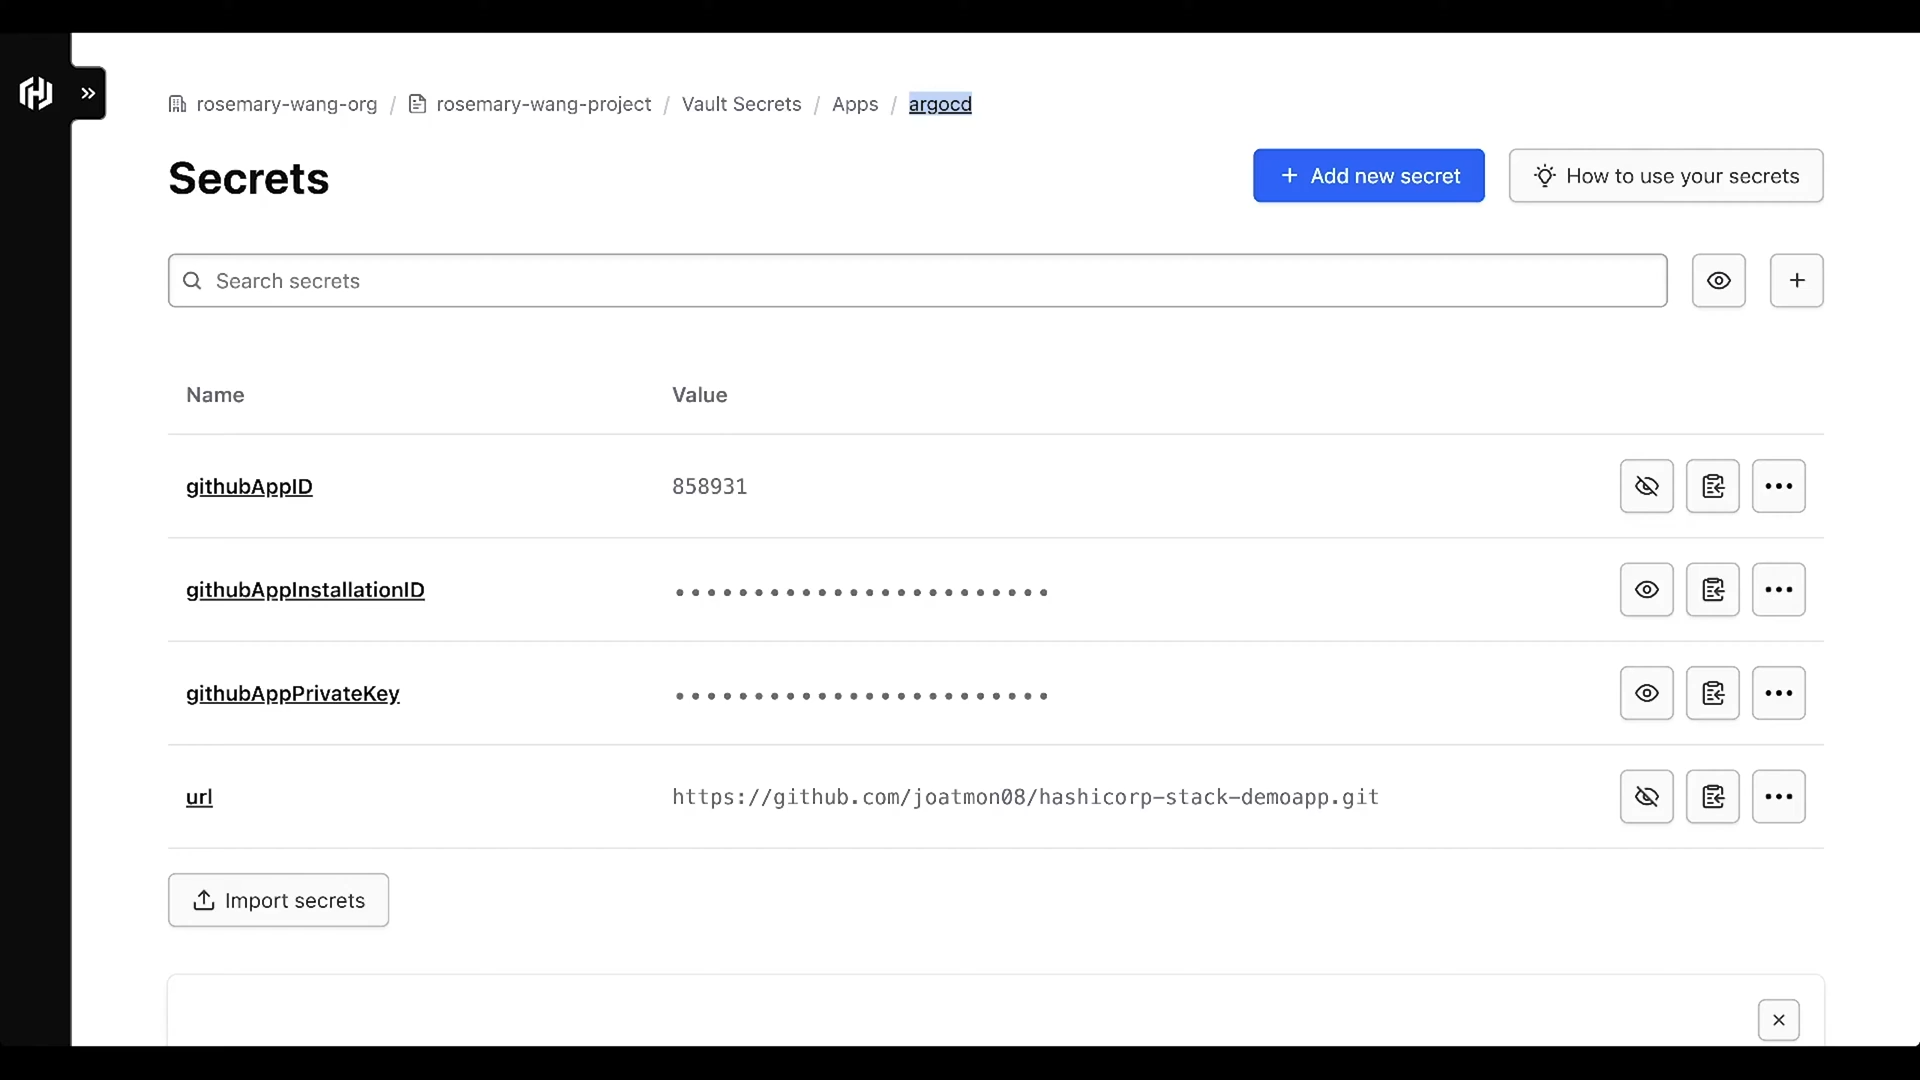 rosemary-wang-org / rosemary-wang-project / Vault Secrets / Apps / argocd
Secrets
+ Add new secret
How to use your secrets
Search secrets
Name Value
githubAppID 858931
githubAppInstallationID ••••••••••••••••••••••••
githubAppPrivateKey ••••••••••••••••••••••••
url https://github.com/joatmon08/hashicorp-stack-demoapp.git
Import secrets